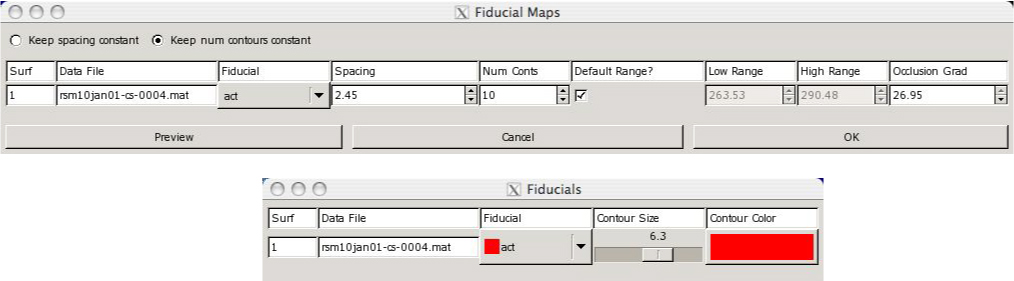 Fiducial Maps
Keep spacing constant Keep num contours constant
Surf Data File Fiducial Spacing Num Conts Default Range? Low Range High Range Occlusion Grad
1 rsm10jan01-cs-0004.mat act 2.45 10 263.53 290.48 26.95
Preview Cancel OK
Fiducials
Surf Data File Fiducial Contour Size Contour Color
6.3
1 rsm10jan01-cs-0004.mat act